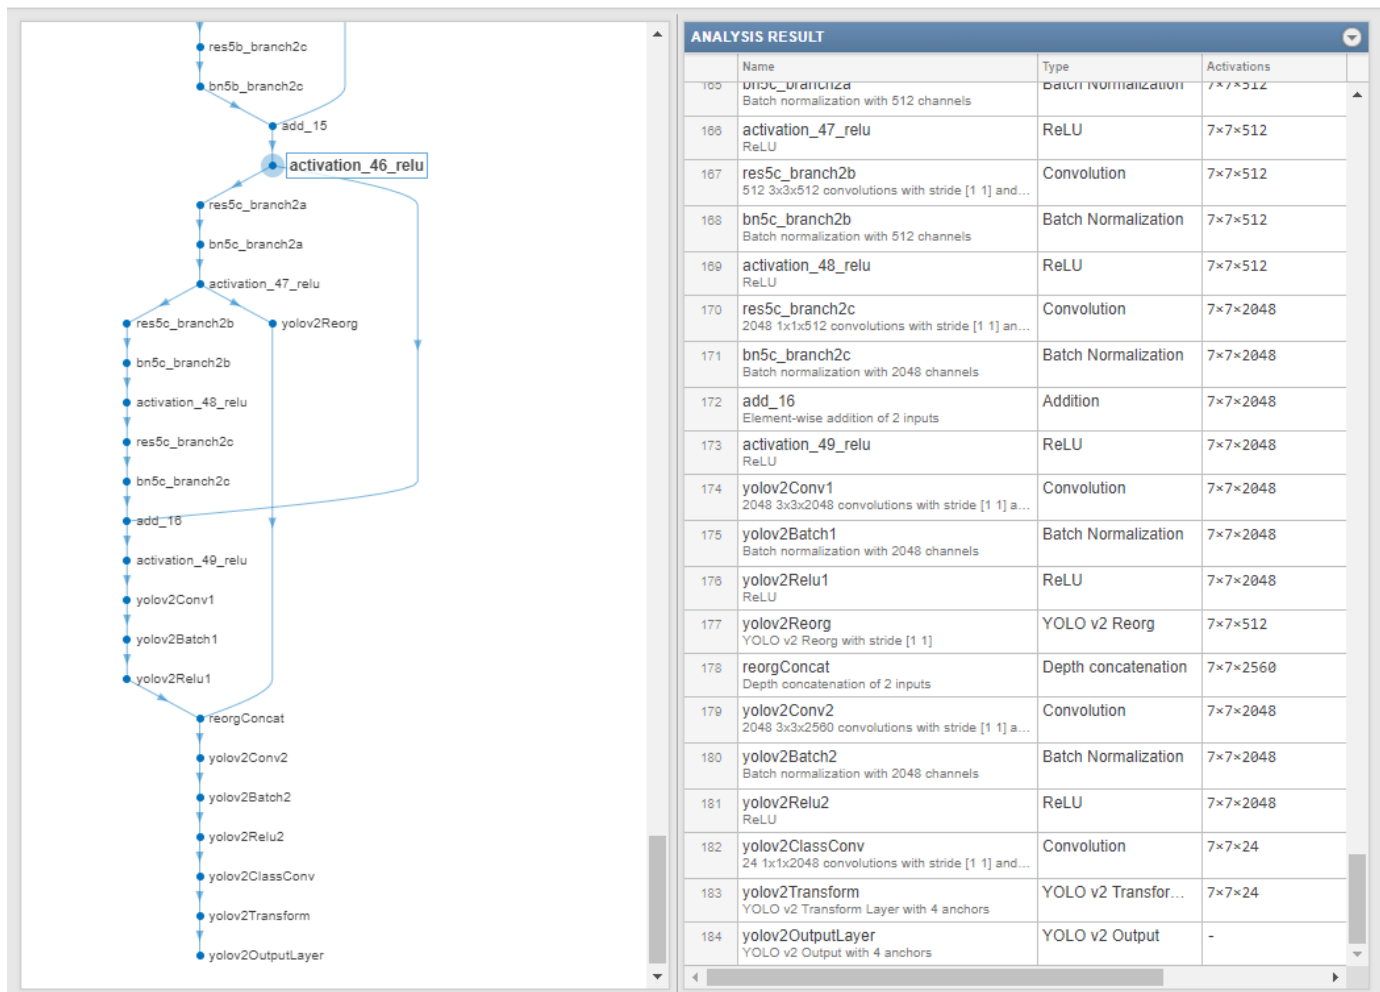 res5b_branch2c
bn5b_branch2c
add_15
activation_46_relu
res5c_branch2a
bn5c_branch2a
activation_47_relu
res5c_branch2b
yolov2Reorg
bn5c_branch2b
activation_48_relu
res5c_branch2c
bn5c_branch2c
add_16
activation_49_relu
yolov2Conv1
yolov2Batch1
yolov2Relu1
reorgConcat
yolov2Conv2
yolov2Batch2
yolov2Relu2
yolov2ClassConv
yolov2Transform
yolov2OutputLayer
ANALYSIS RESULT
Name Type Activations
165 bn5c_branch2a Batch Normalization 7×7×512
Batch normalization with 512 channels
166 activation_47_relu ReLU 7×7×512
ReLU
167 res5c_branch2b Convolution 7×7×512
512 3x3x512 convolutions with stride [1 1] and...
168 bn5c_branch2b Batch Normalization 7×7×512
Batch normalization with 512 channels
169 activation_48_relu ReLU 7×7×512
ReLU
170 res5c_branch2c Convolution 7×7×2048
2048 1x1x512 convolutions with stride [1 1] an...
171 bn5c_branch2c Batch Normalization 7×7×2048
Batch normalization with 2048 channels
172 add_16 Addition 7×7×2048
Element-wise addition of 2 inputs
173 activation_49_relu ReLU 7×7×2048
ReLU
174 yolov2Conv1 Convolution 7×7×2048
2048 3x3x2048 convolutions with stride [1 1] a...
175 yolov2Batch1 Batch Normalization 7×7×2048
Batch normalization with 2048 channels
176 yolov2Relu1 ReLU 7×7×2048
ReLU
177 yolov2Reorg YOLO v2 Reorg 7×7×512
YOLO v2 Reorg with stride [1 1]
178 reorgConcat Depth concatenation 7×7×2560
Depth concatenation of 2 inputs
179 yolov2Conv2 Convolution 7×7×2048
2048 3x3x2560 convolutions with stride [1 1] a...
180 yolov2Batch2 Batch Normalization 7×7×2048
Batch normalization with 2048 channels
181 yolov2Relu2 ReLU 7×7×2048
ReLU
182 yolov2ClassConv Convolution 7×7×24
24 1x1x2048 convolutions with stride [1 1] and...
183 yolov2Transform YOLO v2 Transfor... 7×7×24
YOLO v2 Transform Layer with 4 anchors
184 yolov2OutputLayer YOLO v2 Output -
YOLO v2 Output with 4 anchors